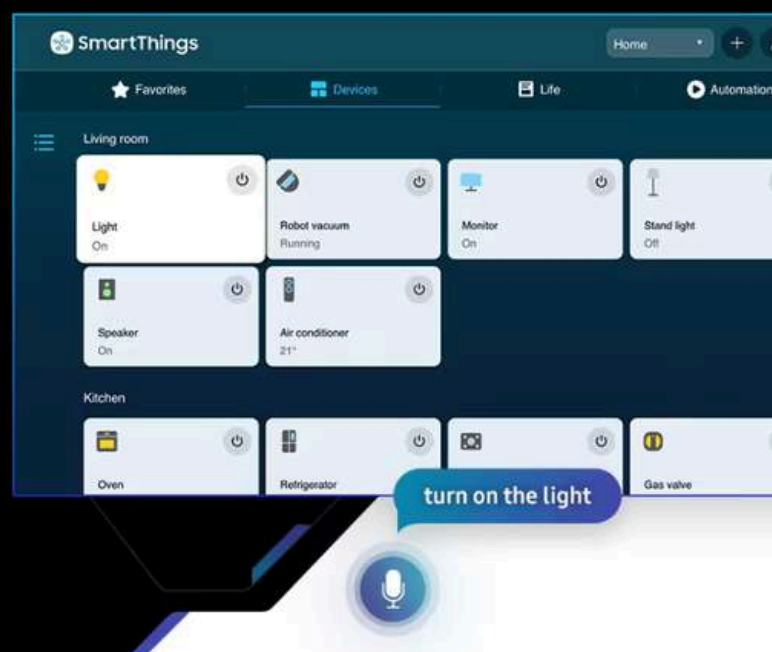 SmartThings
Home
Favorites
Devices
Life
Automation
Living room
Light
On
Robot vacuum
Running
Monitor
On
Stand light
Off
Speaker
On
Air conditioner
21°
Kitchen
Oven
Refrigerator
Gas valve
turn on the light